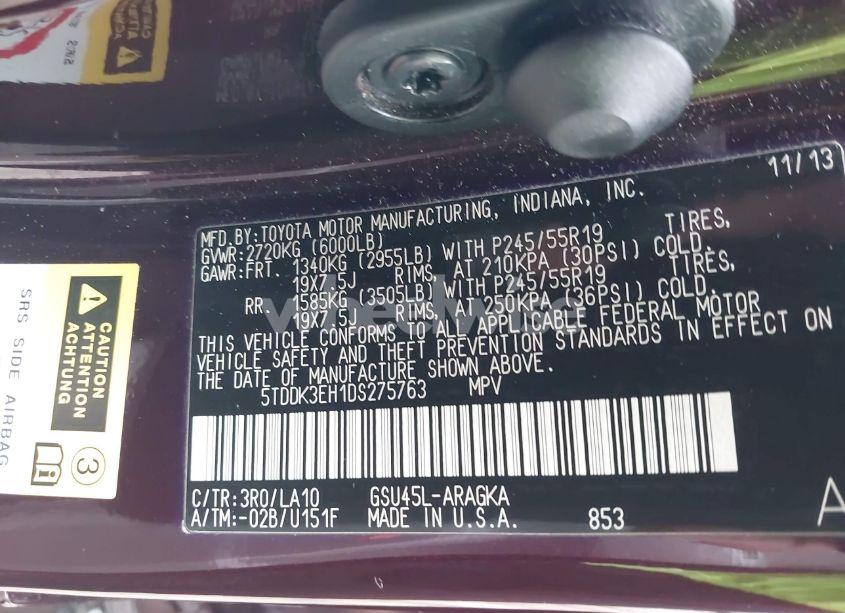 11/13
MFD.BY:TOYOTA MOTOR MANUFACTURING, INDIANA, INC.
GVWR:2720KG (6000LB)
GAWR:FRT. 1340KG (2955LB) WITH P245/55R19 TIRES,
19X7.5J RIMS, AT 210KPA (30PSI) COLD.
RR. 1585KG (3505LB) WITH P245/55R19 TIRES,
19X7.5J RIMS, AT 250KPA (36PSI) COLD.
THIS VEHICLE CONFORMS TO ALL APPLICABLE FEDERAL MOTOR
VEHICLE SAFETY AND THEFT PREVENTION STANDARDS IN EFFECT ON
THE DATE OF MANUFACTURE SHOWN ABOVE.
5TDDK3EH1DS275763 MPV
C/TR:3R0/LA10 GSU45L-ARAGKA
A/TM:-02B/U151F MADE IN U.S.A. 853
A
CAUTION
ATTENTION
ACHTUNG
3
SRS SIDE AIRBAG